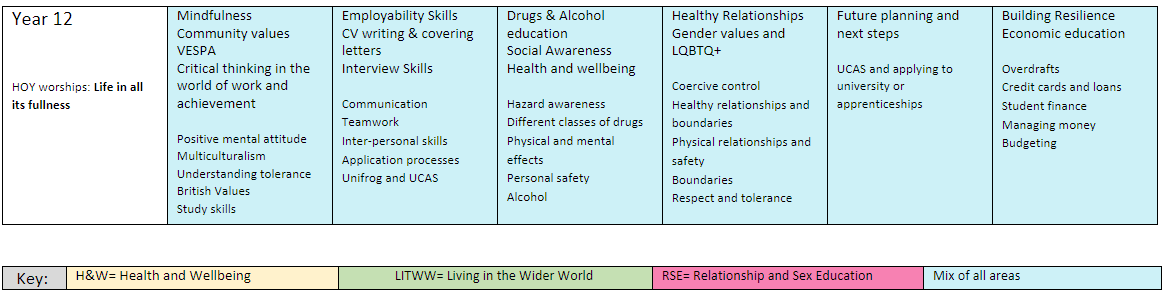 Year 12
HOY worships: Life in all
its fullness
Mindfulness
Community values
VESPA
Critical thinking in the
world of work and
achievement
Positive mental attitude
Multiculturalism
Understanding tolerance
British Values
Study skills
Employability Skills
CV writing & covering
letters
Interview Skills
Communication
Teamwork
Inter-personal skills
Application processes
Unifrog and UCAS
Drugs & Alcohol
education
Social Awareness
Health and wellbeing
Hazard awareness
Different classes of drugs
Physical and mental
effects
Personal safety
Alcohol
Healthy Relationships
Gender values and
LQBTQ+
Coercive control
Healthy relationships and
boundaries
Physical relationships and
safety
Boundaries
Respect and tolerance
Future planning and
next steps
UCAS and applying to
university or
apprenticeships
Building Resilience
Economic education
Overdrafts
Credit cards and loans
Student finance
Managing money
Budgeting
Key:
H&W= Health and Wellbeing
LITWW= Living in the Wider World
RSE= Relationship and Sex Education
Mix of all areas